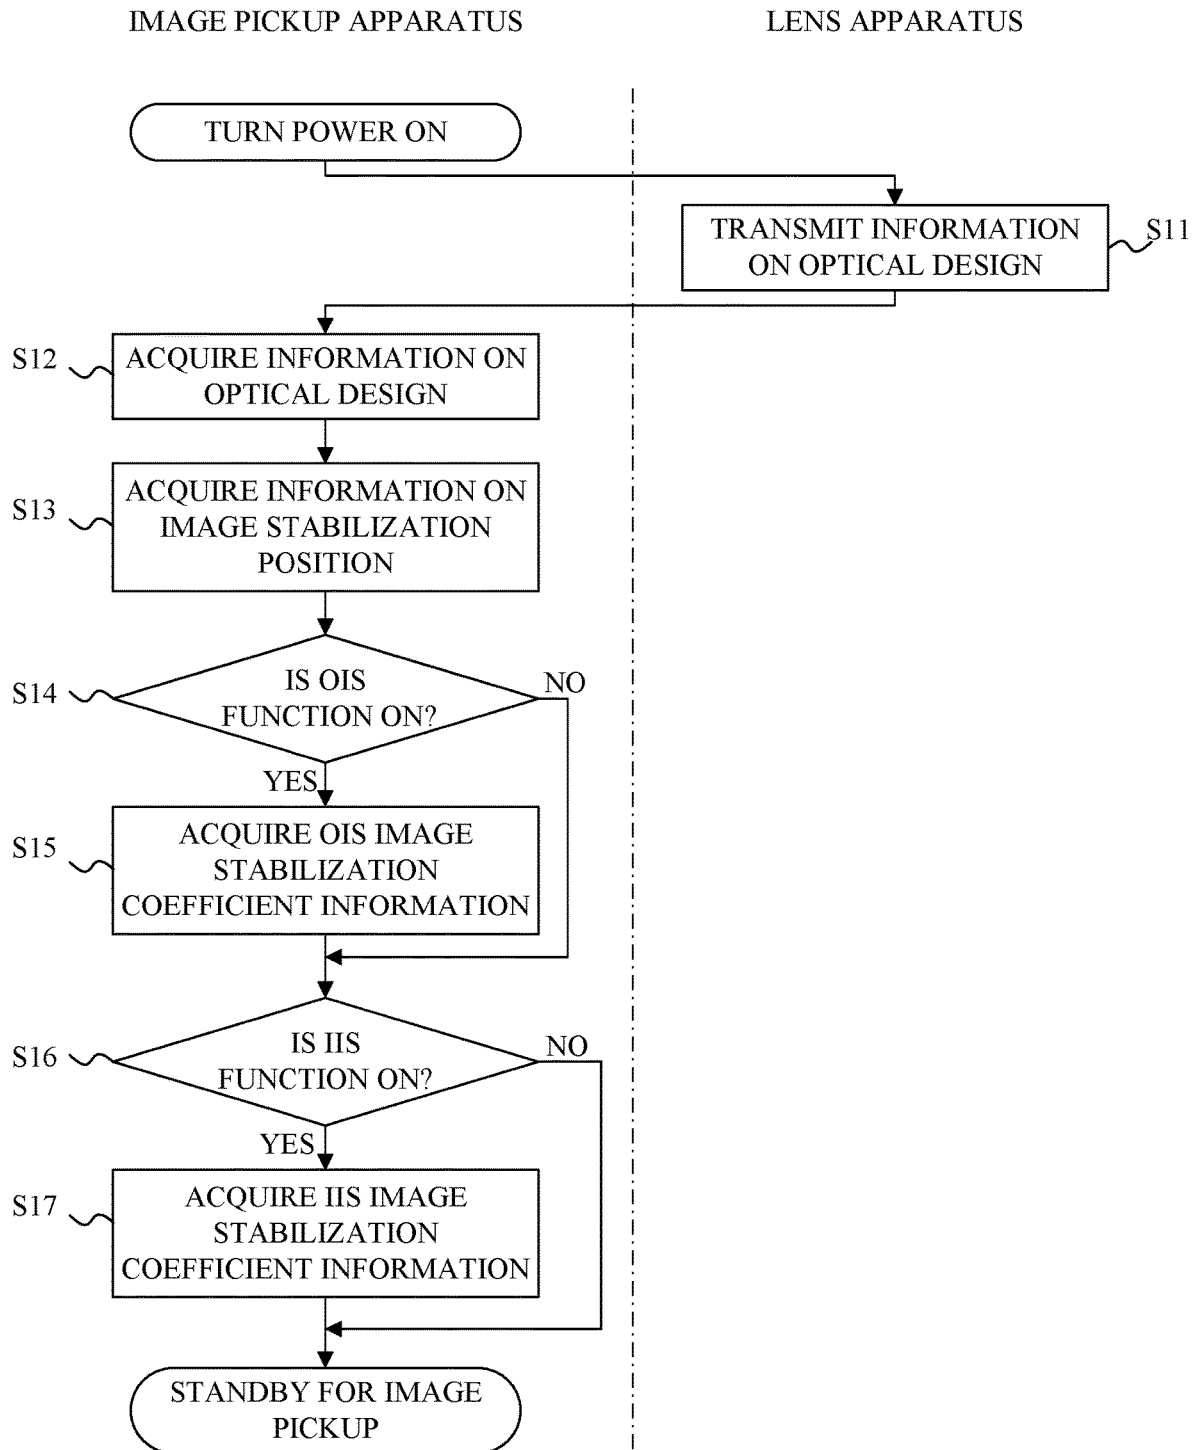 IMAGE PICKUP APPARATUS
LENS APPARATUS
TURN POWER ON
TRANSMIT INFORMATION
ON OPTICAL DESIGN
S11
S12
ACQUIRE INFORMATION ON
OPTICAL DESIGN
S13
ACQUIRE INFORMATION ON
IMAGE STABILIZATION
POSITION
S14
IS OIS
FUNCTION ON?
NO
YES
S15
ACQUIRE OIS IMAGE
STABILIZATION
COEFFICIENT INFORMATION
S16
IS IIS
FUNCTION ON?
NO
YES
S17
ACQUIRE IIS IMAGE
STABILIZATION
COEFFICIENT INFORMATION
STANDBY FOR IMAGE
PICKUP